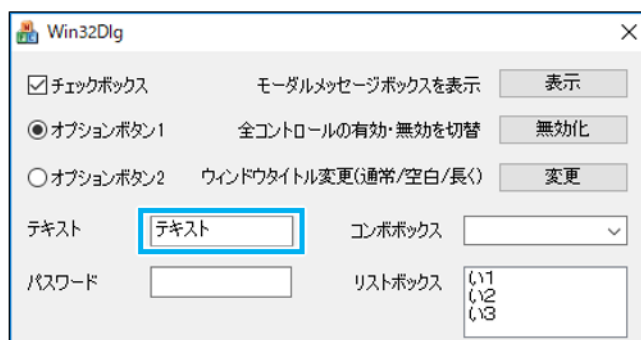 Win32Dlg
チェックボックス モーダルメッセージボックスを表示 表示
オプションボタン1 全コントロールの有効・無効を切替 無効化
オプションボタン2 ウィンドウタイトル変更(通常/空白/長く) 変更
テキスト テキスト コンボボックス
パスワード リストボックス い1
い2
い3